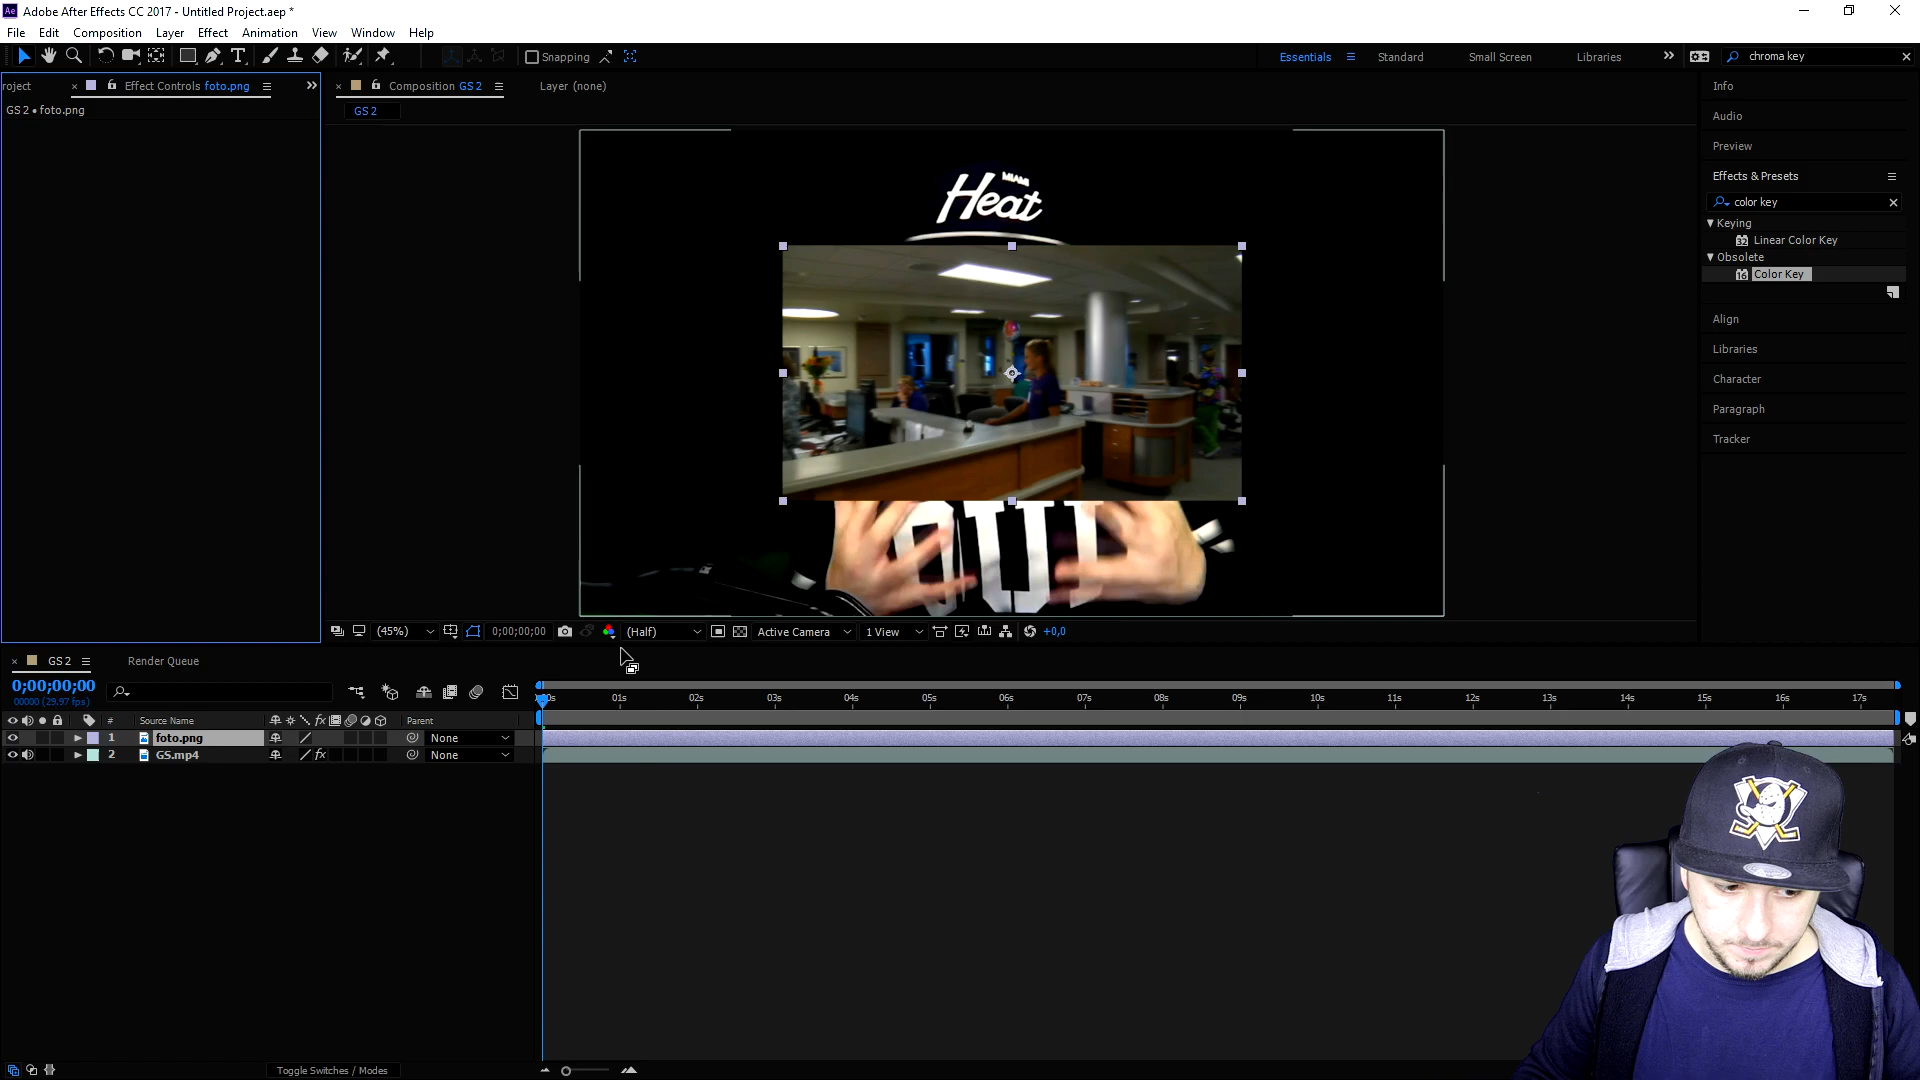 Ae Adobe After Effects CC 2017 - Untitled Project.aep *
File Edit Composition Layer Effect Animation View Window Help
Snapping Essentials Standard Small Screen Libraries chroma key
roject Effect Controls foto.png Composition GS 2 Layer (none)
GS 2 • foto.png
GS 2
Info
Audio
Preview
Effects & Presets
color key
Keying
32 Linear Color Key
Obsolete
16 Color Key
Align
Libraries
Character
Paragraph
Tracker
MIAMI
Heat
(45%) 0;00;00;00 (Half) Active Camera 1 View +0,0
GS 2 Render Queue
0;00;00;00
00000 (29.97 fps)
01s 02s 03s 04s 05s 06s 07s 08s 09s 10s 11s 12s 13s 14s 15s 16s 17s
# Source Name fx Parent
1 foto.png None
2 GS.mp4 fx None
Toggle Switches / Modes